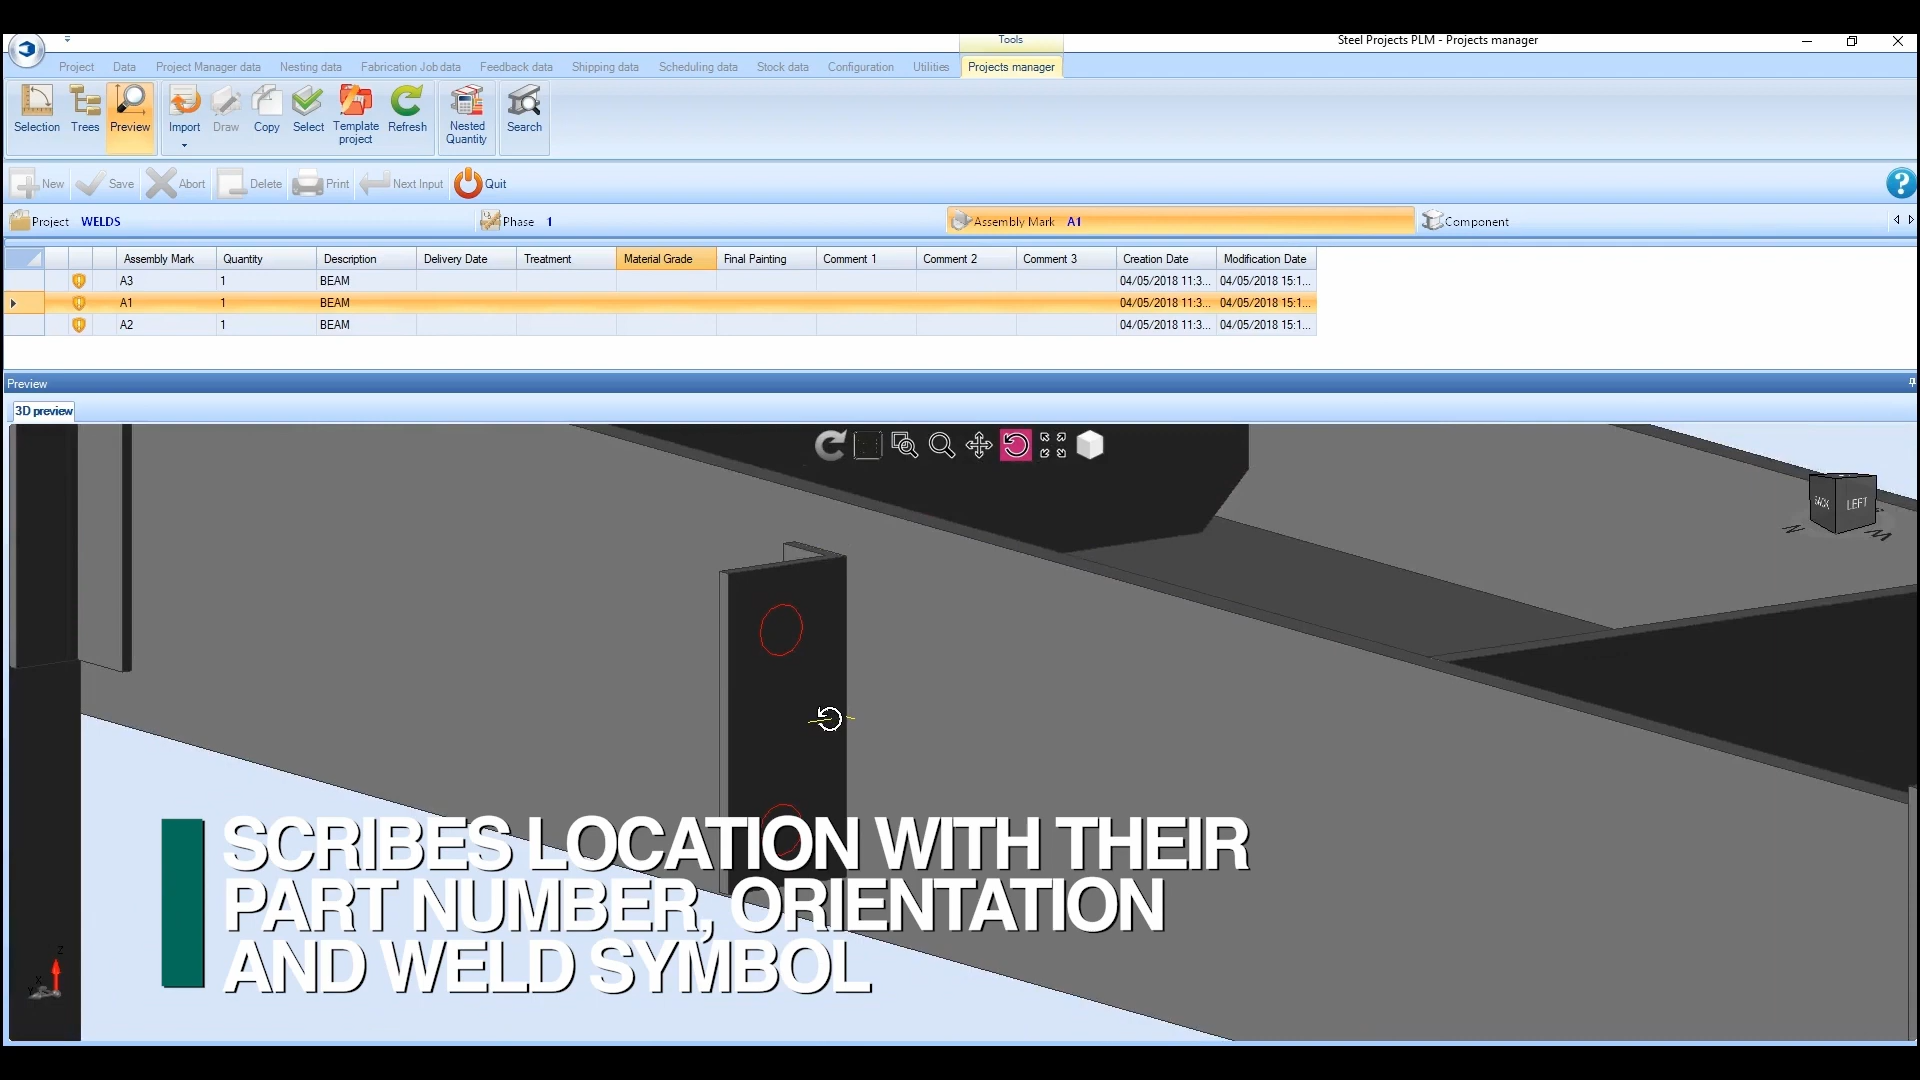 Tools
Steel Projects PLM - Projects manager
Project Data Project Manager data Nesting data Fabrication Job data Feedback data Shipping data Scheduling data Stock data Configuration Utilities Projects manager
Selection Trees Preview Import Draw Copy Select Template project Refresh Nested Quantity Search
New Save Abort Delete Print Next Input Quit
Project WELDS Phase 1 Assembly Mark A1 Component
Assembly Mark Quantity Description Delivery Date Treatment Material Grade Final Painting Comment 1 Comment 2 Comment 3 Creation Date Modification Date
A3 1 BEAM 04/05/2018 11:3... 04/05/2018 15:1...
A1 1 BEAM 04/05/2018 11:3... 04/05/2018 15:1...
A2 1 BEAM 04/05/2018 11:3... 04/05/2018 15:1...
Preview
3D preview
BACK LEFT
N W
SCRIBES LOCATION WITH THEIR
PART NUMBER, ORIENTATION
AND WELD SYMBOL
Z
X
Y